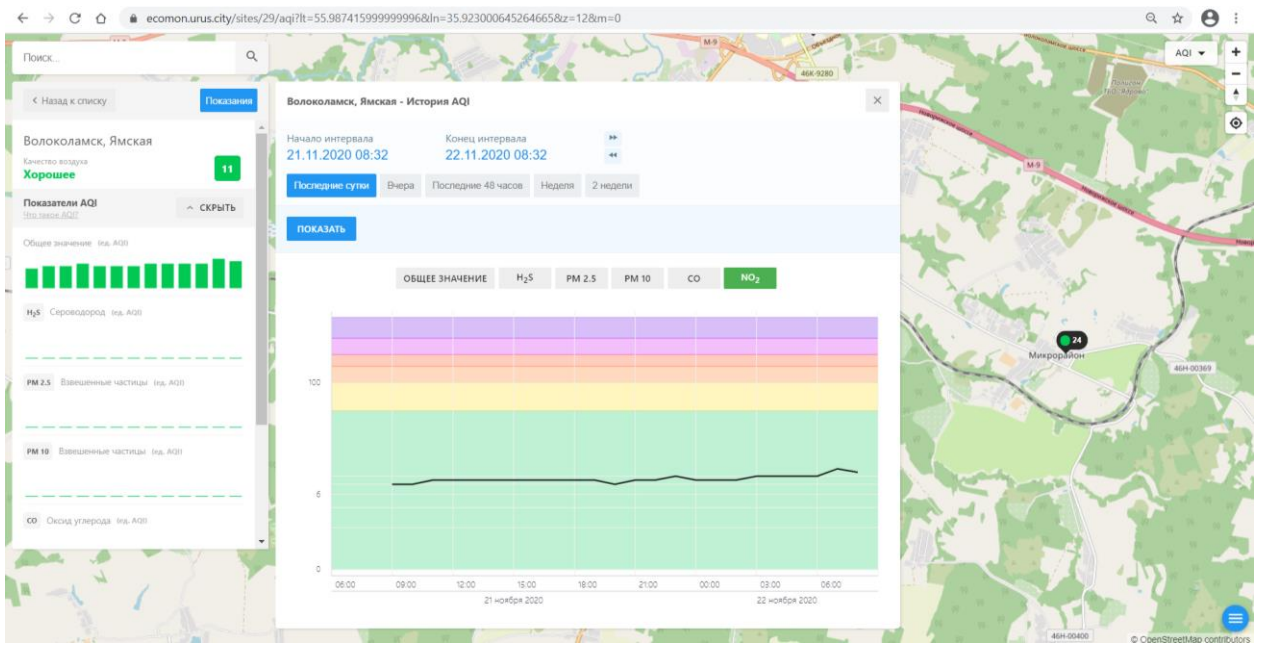 ecomon.urus.city/sites/29/aqi?lt=55.987415999999996&ln=35.923000645264665&z=12&m=0
Поиск...
М-9
46К-9280
AQI
Назад к списку
Показания
Волоколамск, Ямская - История AQI
Волоколамск, Ямская
Качество воздуха
Хорошее
11
Начало интервала
Конец интервала
21.11.2020 08:32
22.11.2020 08:32
Последние сутки
Вчера
Последние 48 часов
Неделя
2 недели
Показатели AQI
Что такое AQI?
СКРЫТЬ
ПОКАЗАТЬ
Общее значение (ед. AQI)
ОБЩЕЕ ЗНАЧЕНИЕ
H₂S
PM 2.5
PM 10
CO
NO₂
H₂S Сероводород (ед. AQI)
PM 2.5 Взвешенные частицы (ед. AQI)
PM 10 Взвешенные частицы (ед. AQI)
CO Оксид углерода (ед. AQI)
100
6
0
06:00
09:00
12:00
15:00
18:00
21:00
00:00
03:00
06:00
21 ноября 2020
22 ноября 2020
М-9
Новорижское шоссе
24
Микрорайон
46Н-00369
46Н-00400
© OpenStreetMap contributors